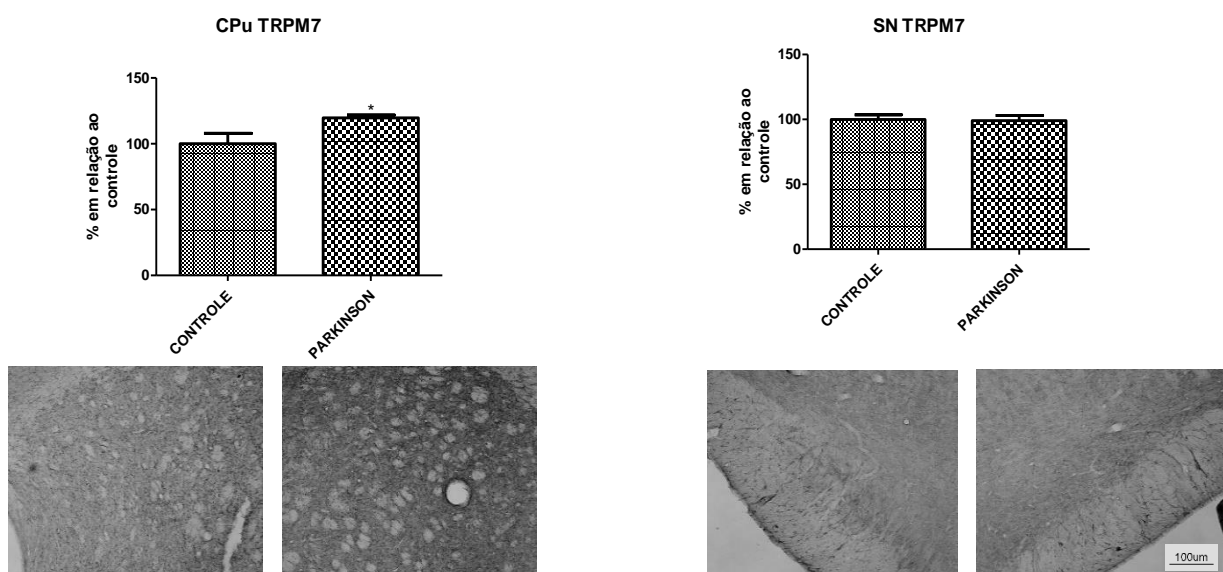 CPu TRPM7
% em relação ao
controle
150
100
50
0
*
CONTROLE
PARKINSON
SN TRPM7
% em relação ao
controle
150
100
50
0
CONTROLE
PARKINSON
100um